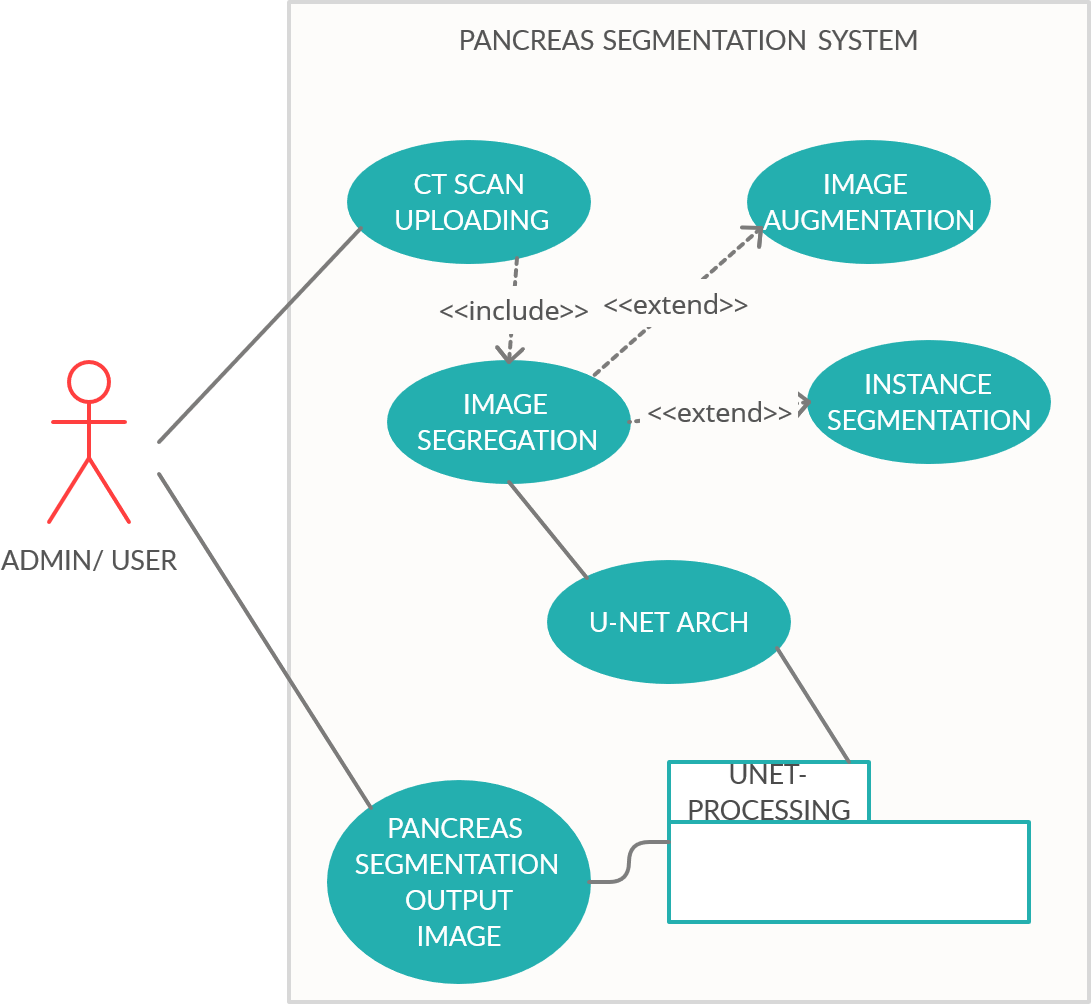 PANCREAS SEGMENTATION SYSTEM
CT SCAN
UPLOADING
IMAGE
AUGMENTATION
<<include>>
<<extend>>
IMAGE
SEGREGATION
<<extend>>
INSTANCE
SEGMENTATION
ADMIN/ USER
U-NET ARCH
UNET-
PROCESSING
PANCREAS
SEGMENTATION
OUTPUT
IMAGE